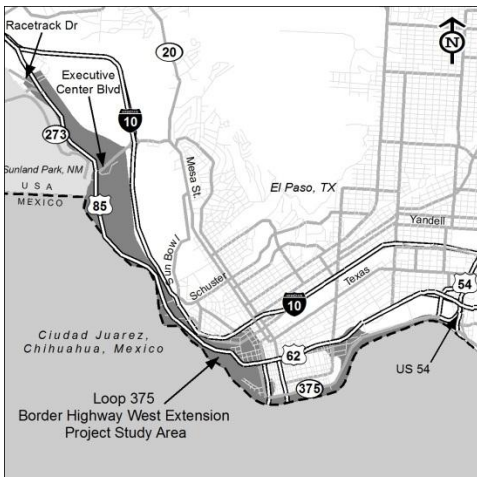 Racetrack Dr
20
N
Executive
Center Blvd
10
273
Sunland Park, NM
USA
MEXICO
85
Mesa St.
El Paso, TX
Yandell
Sun Bowl
Schuster
Texas
54
10
Ciudad Juarez,
Chihuahua, Mexico
62
US 54
Loop 375
Border Highway West Extension
Project Study Area
375